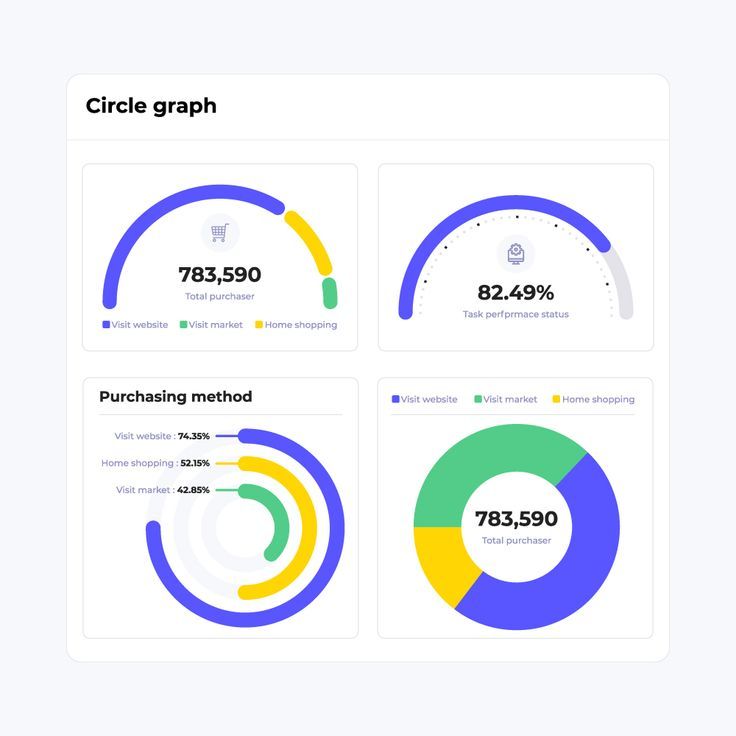 Circle graph
783,590
Total purchaser
Visit website Visit market Home shopping
82.49%
Task perfprmace status
Purchasing method
Visit website : 74.35%
Home shopping : 52.15%
Visit market : 42.85%
Visit website Visit market Home shopping
783,590
Total purchaser